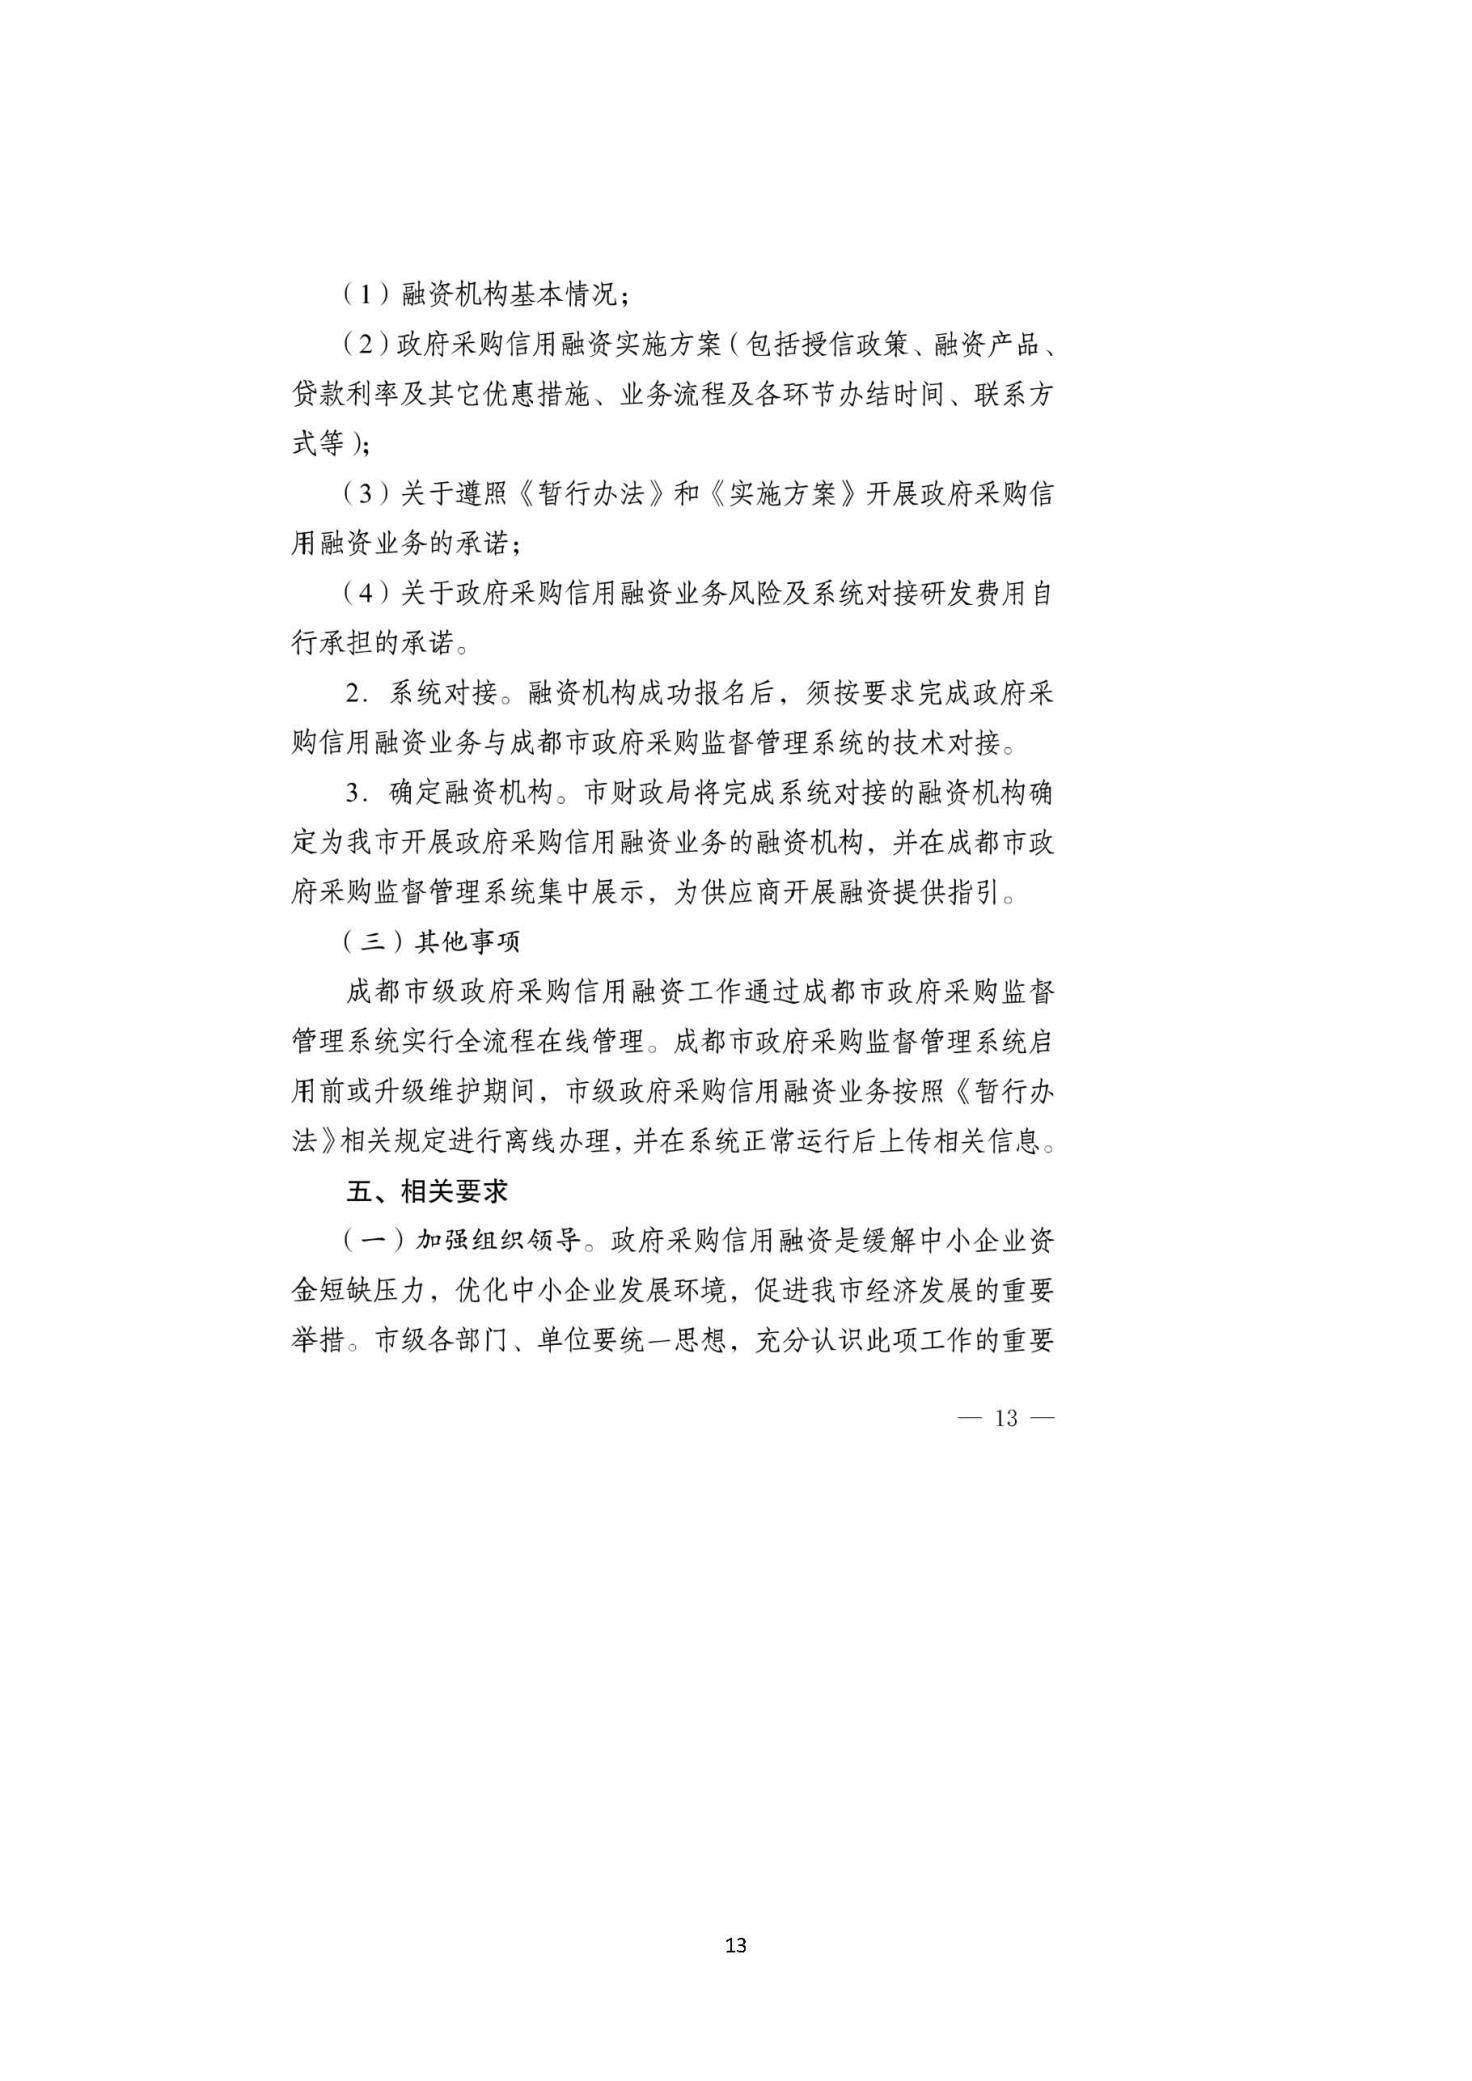 （1）融资机构基本情况；
（2）政府采购信用融资实施方案（包括授信政策、融资产品、
贷款利率及其它优惠措施、业务流程及各环节办结时间、联系方
式等）；
（3）关于遵照《暂行办法》和《实施方案》开展政府采购信
用融资业务的承诺；
（4）关于政府采购信用融资业务风险及系统对接研发费用自
行承担的承诺。
2．系统对接。融资机构成功报名后，须按要求完成政府采
购信用融资业务与成都市政府采购监督管理系统的技术对接。
3．确定融资机构。市财政局将完成系统对接的融资机构确
定为我市开展政府采购信用融资业务的融资机构，并在成都市政
府采购监督管理系统集中展示，为供应商开展融资提供指引。
（三）其他事项
成都市级政府采购信用融资工作通过成都市政府采购监督
管理系统实行全流程在线管理。成都市政府采购监督管理系统启
用前或升级维护期间，市级政府采购信用融资业务按照《暂行办
法》相关规定进行离线办理，并在系统正常运行后上传相关信息。
五、相关要求
（一）加强组织领导。政府采购信用融资是缓解中小企业资
金短缺压力，优化中小企业发展环境，促进我市经济发展的重要
举措。市级各部门、单位要统一思想，充分认识此项工作的重要
— 13 —
13